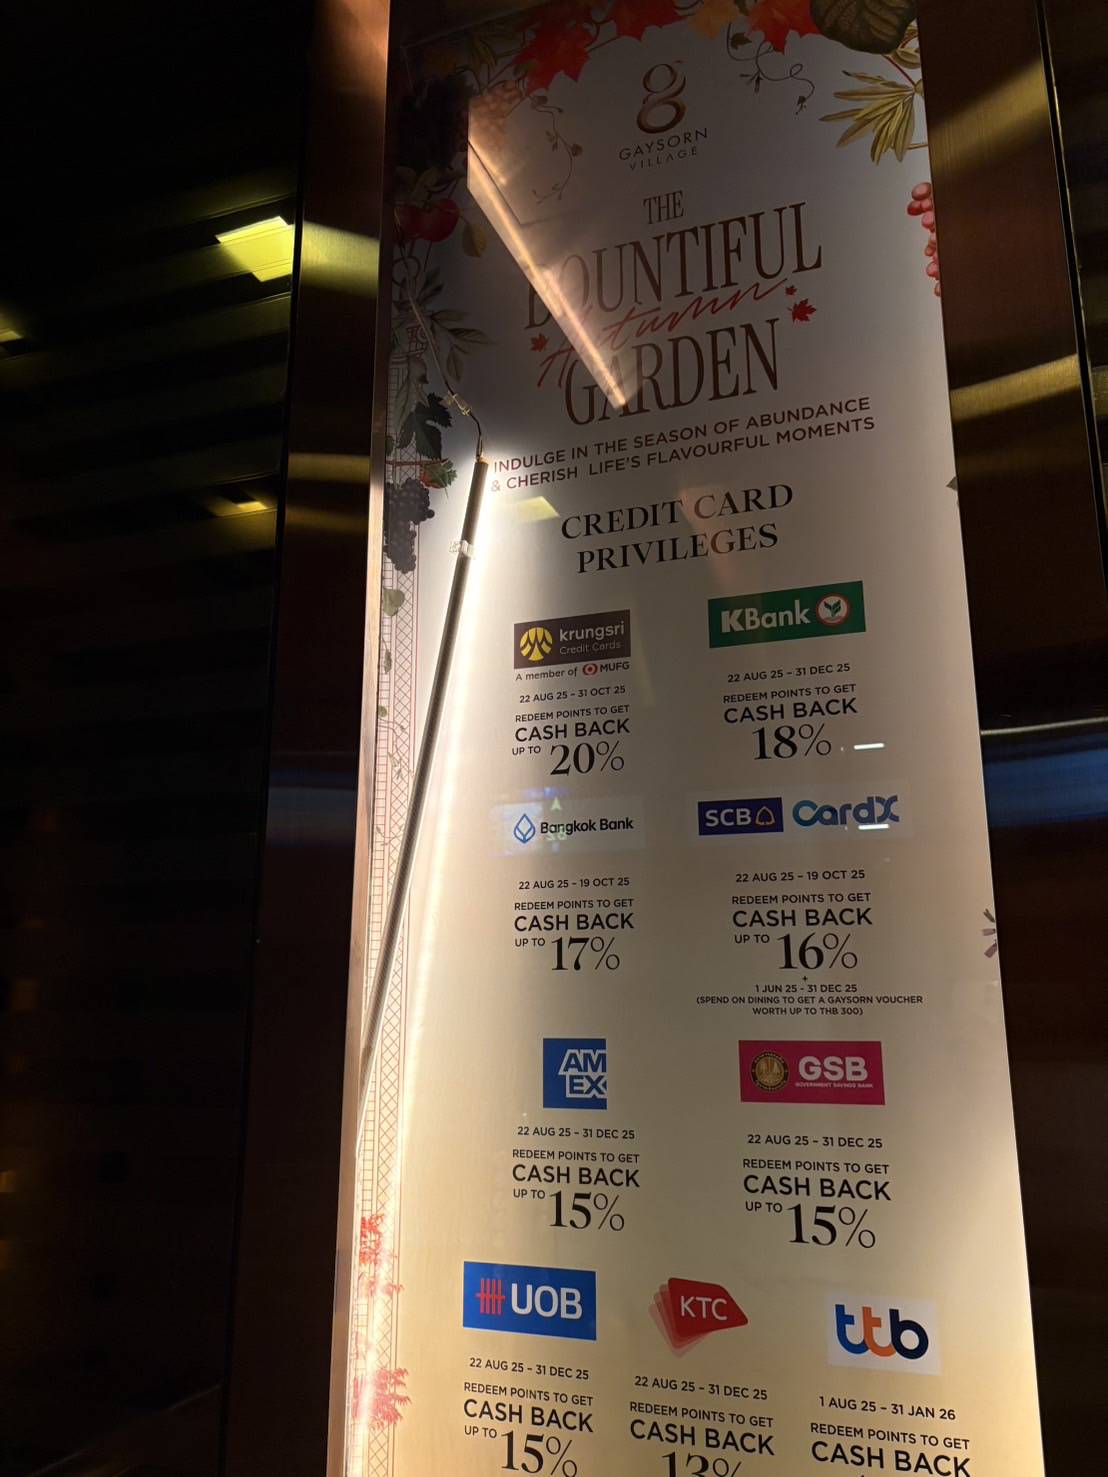 GAYSORN
VILLAGE
THE
BOUNTIFUL
Autumn
GARDEN
INDULGE IN THE SEASON OF ABUNDANCE
& CHERISH LIFE'S FLAVOURFUL MOMENTS
CREDIT CARD
PRIVILEGES
krungsri
Credit Cards
A member of MUFG
22 AUG 25 – 31 OCT 25
REDEEM POINTS TO GET
CASH BACK
UP TO 20%
KBank
22 AUG 25 – 31 DEC 25
REDEEM POINTS TO GET
CASH BACK
18%
Bangkok Bank
22 AUG 25 – 19 OCT 25
REDEEM POINTS TO GET
CASH BACK
UP TO 17%
SCB CardX
22 AUG 25 – 19 OCT 25
REDEEM POINTS TO GET
CASH BACK
UP TO 16%
+
1 JUN 25 - 31 DEC 25
(SPEND ON DINING TO GET A GAYSORN VOUCHER
WORTH UP TO THB 300)
AM
EX
22 AUG 25 – 31 DEC 25
REDEEM POINTS TO GET
CASH BACK
UP TO 15%
GSB
GOVERNMENT SAVINGS BANK
22 AUG 25 – 31 DEC 25
REDEEM POINTS TO GET
CASH BACK
UP TO 15%
UOB
22 AUG 25 – 31 DEC 25
REDEEM POINTS TO GET
CASH BACK
UP TO 15%
KTC
22 AUG 25 – 31 DEC 25
REDEEM POINTS TO GET
CASH BACK
13%
ttb
1 AUG 25 – 31 JAN 26
REDEEM POINTS TO GET
CASH BACK